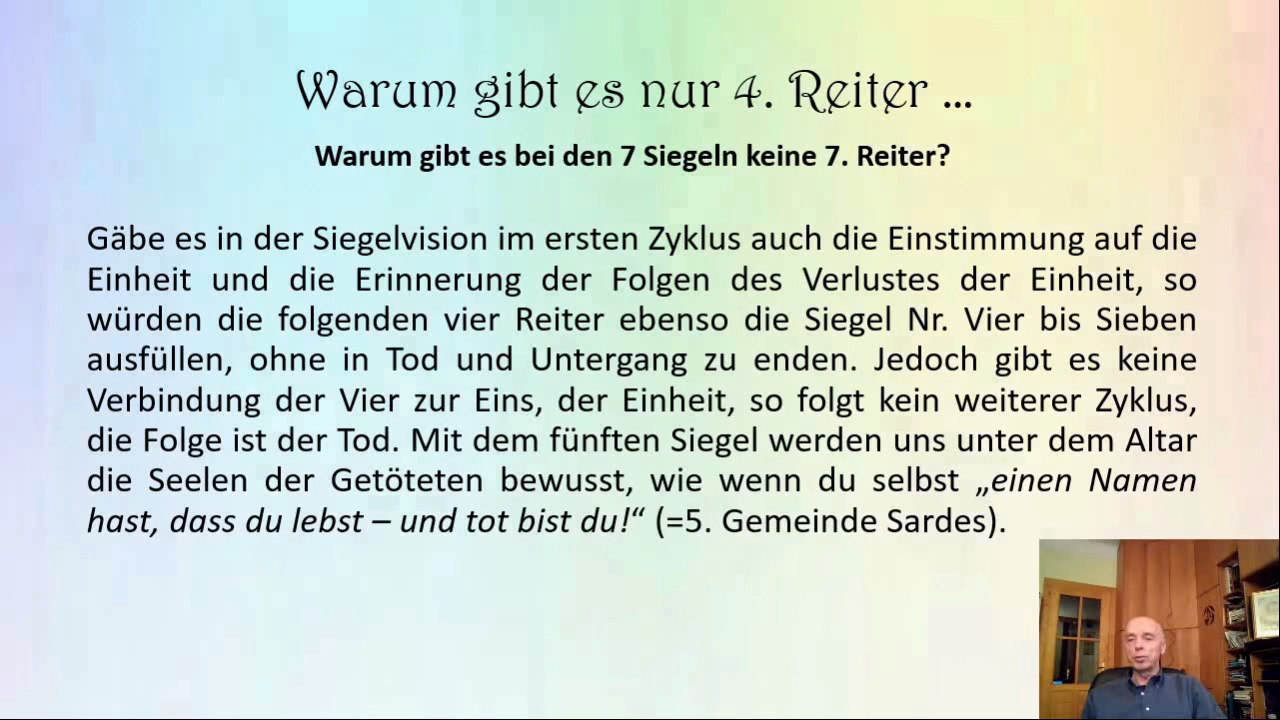 Warum gibt es nur 4. Reiter ...
Warum gibt es bei den 7 Siegeln keine 7. Reiter?
Gäbe es in der Siegelvision im ersten Zyklus auch die Einstimmung auf die
Einheit und die Erinnerung der Folgen des Verlustes der Einheit, so
würden die folgenden vier Reiter ebenso die Siegel Nr. Vier bis Sieben
ausfüllen, ohne in Tod und Untergang zu enden. Jedoch gibt es keine
Verbindung der Vier zur Eins, der Einheit, so folgt kein weiterer Zyklus,
die Folge ist der Tod. Mit dem fünften Siegel werden uns unter dem Altar
die Seelen der Getöteten bewusst, wie wenn du selbst „einen Namen
hast, dass du lebst – und tot bist du!“ (=5. Gemeinde Sardes).